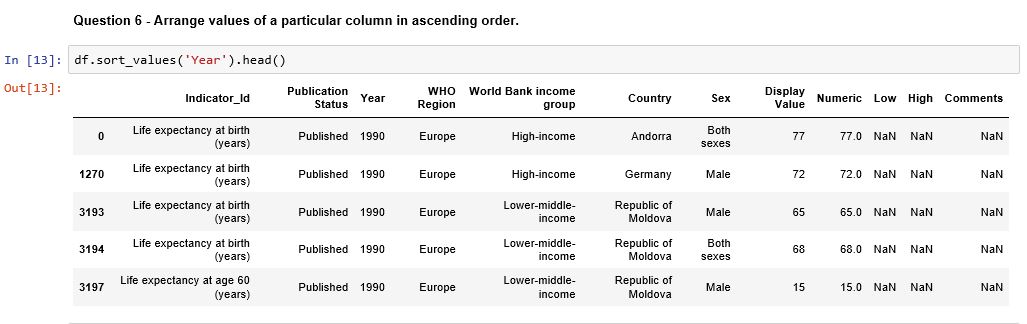 Question 6 - Arrange values of a particular column in ascending order.
In [13]: df.sort_values('Year').head()
Out[13]:
Indicator_Id Publication Status Year WHO Region World Bank income group Country Sex Display Value Numeric Low High Comments
0 Life expectancy at birth (years) Published 1990 Europe High-income Andorra Both sexes 77 77.0 NaN NaN NaN
1270 Life expectancy at birth (years) Published 1990 Europe High-income Germany Male 72 72.0 NaN NaN NaN
3193 Life expectancy at birth (years) Published 1990 Europe Lower-middle-income Republic of Moldova Male 65 65.0 NaN NaN NaN
3194 Life expectancy at birth (years) Published 1990 Europe Lower-middle-income Republic of Moldova Both sexes 68 68.0 NaN NaN NaN
3197 Life expectancy at age 60 (years) Published 1990 Europe Lower-middle-income Republic of Moldova Male 15 15.0 NaN NaN NaN